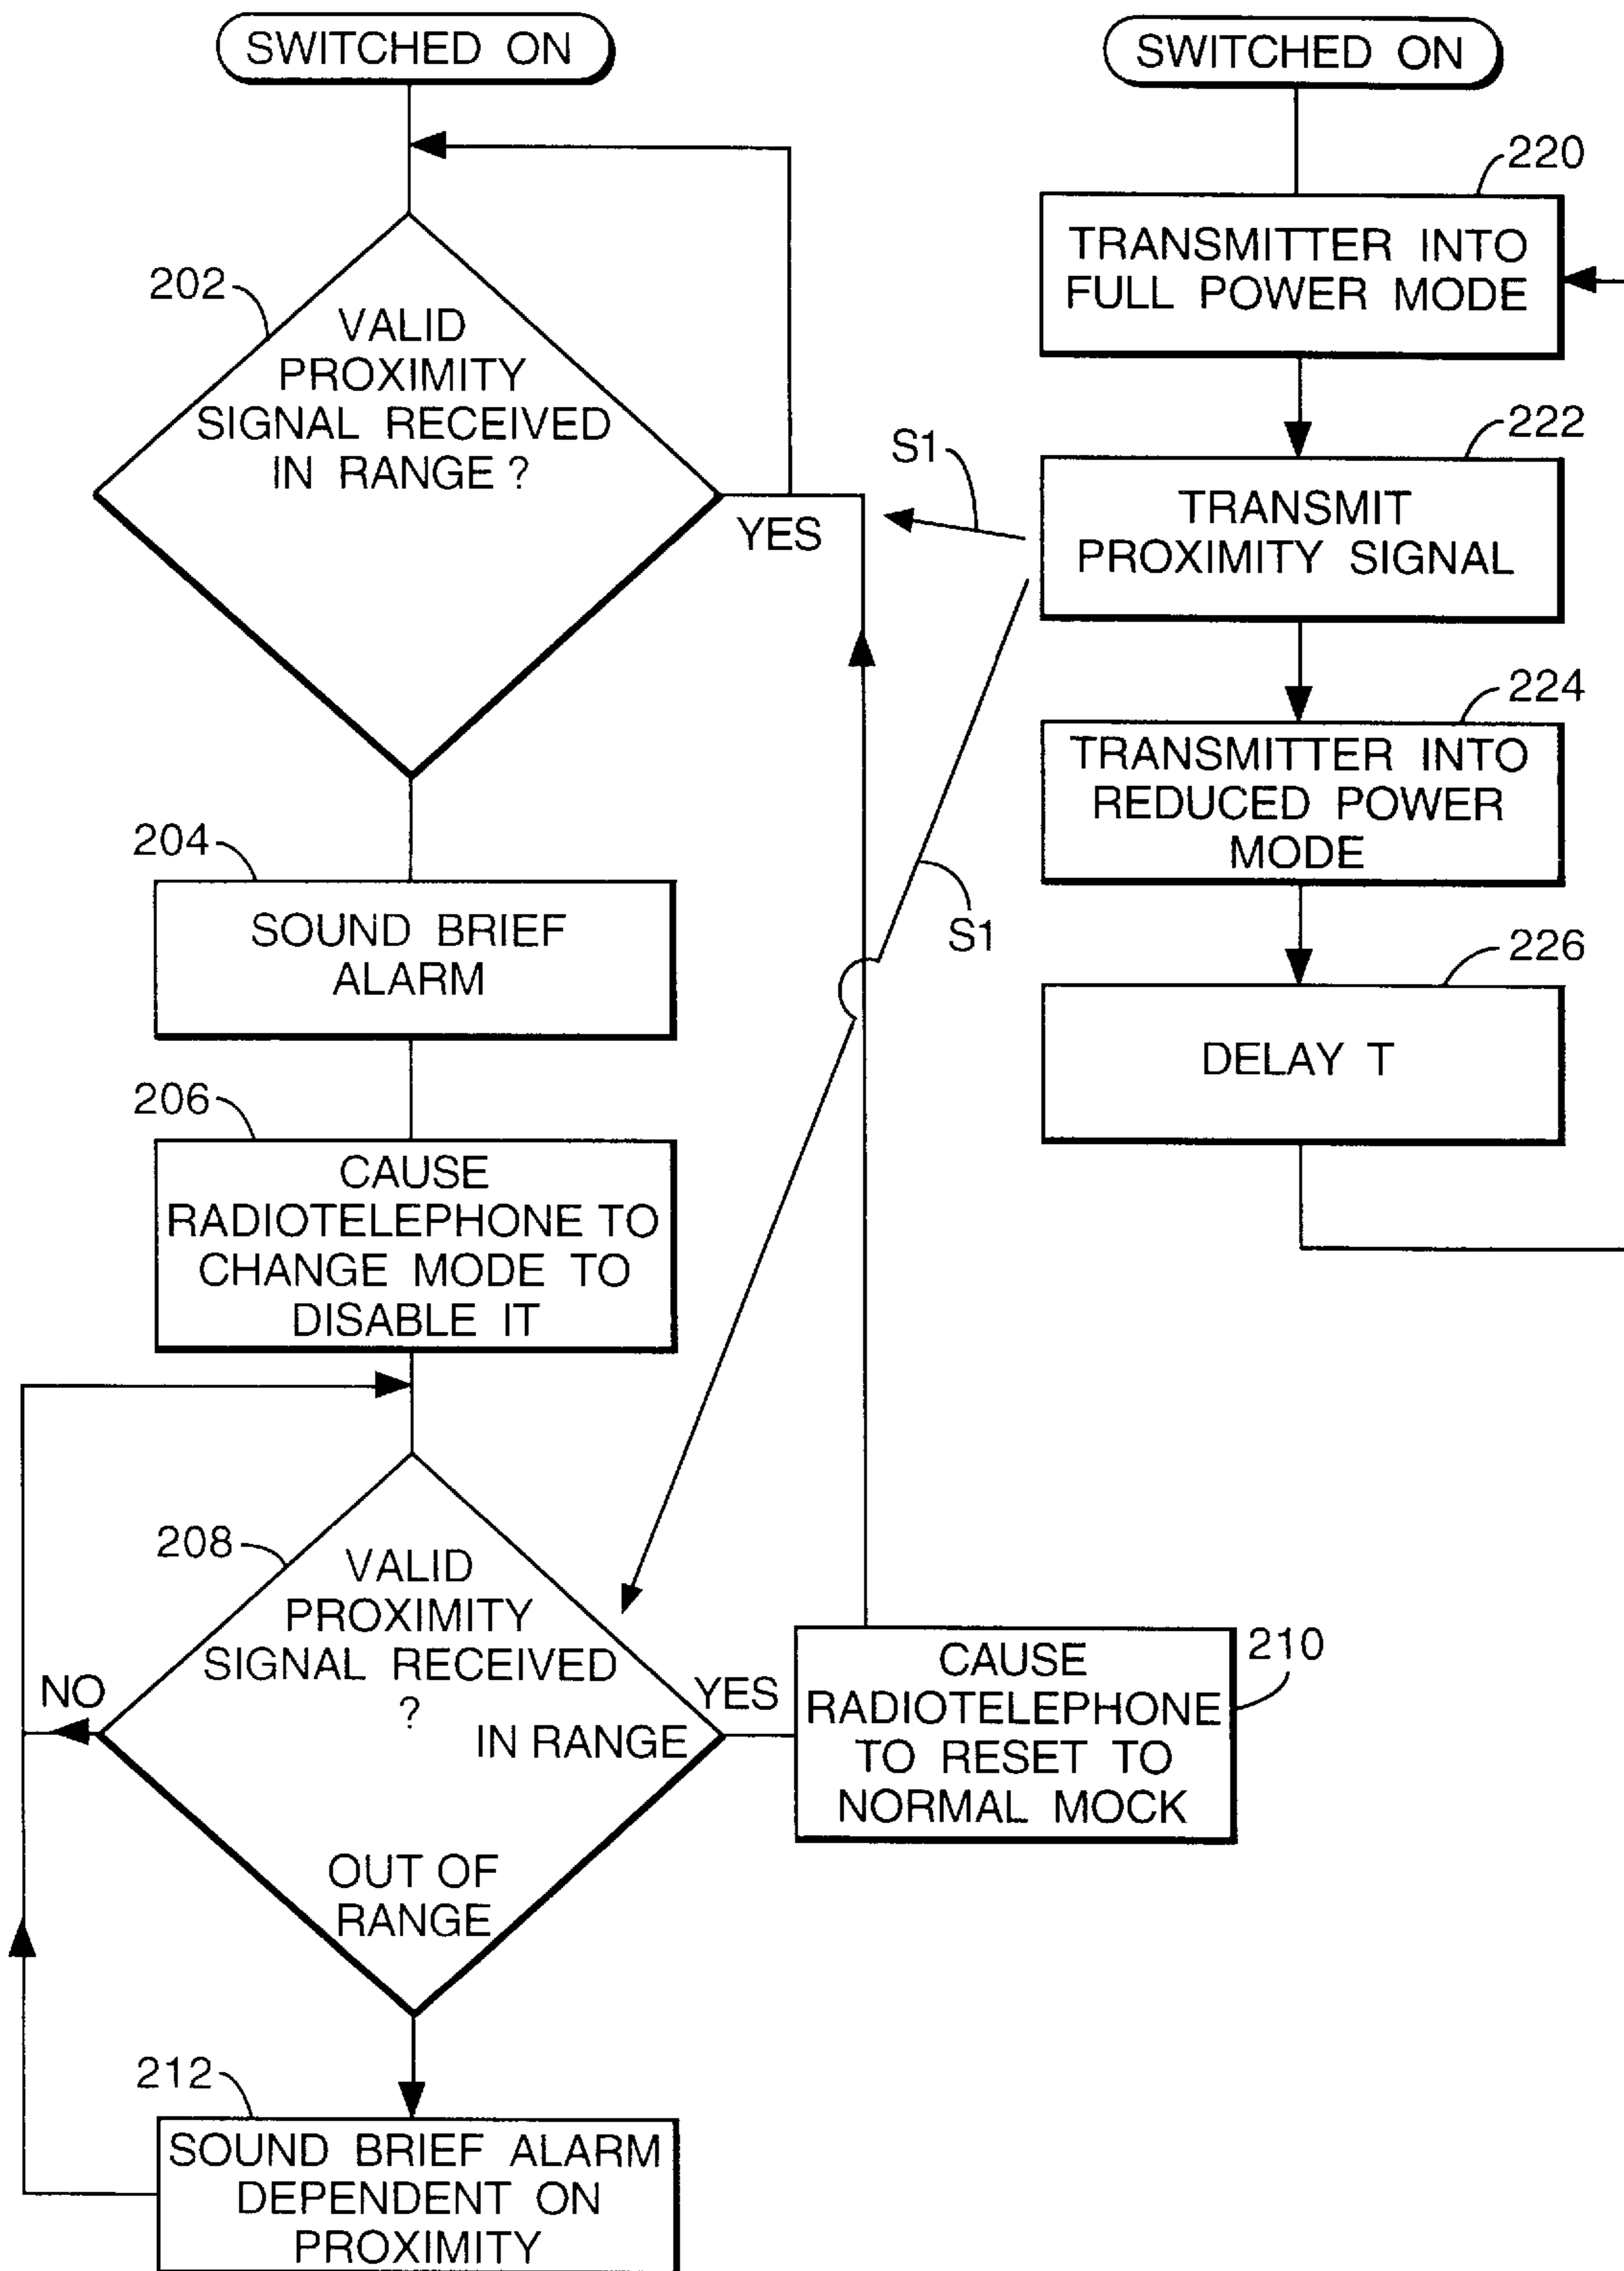 SWITCHED ON
202
VALID
PROXIMITY
SIGNAL RECEIVED
IN RANGE ?
YES
204
SOUND BRIEF
ALARM
206
CAUSE
RADIOTELEPHONE TO
CHANGE MODE TO
DISABLE IT
208
VALID
PROXIMITY
SIGNAL RECEIVED
?
IN RANGE
NO
YES
OUT OF
RANGE
210
CAUSE
RADIOTELEPHONE
TO RESET TO
NORMAL MOCK
212
SOUND BRIEF ALARM
DEPENDENT ON
PROXIMITY
SWITCHED ON
220
TRANSMITTER INTO
FULL POWER MODE
S1
222
TRANSMIT
PROXIMITY SIGNAL
S1
224
TRANSMITTER INTO
REDUCED POWER
MODE
226
DELAY T